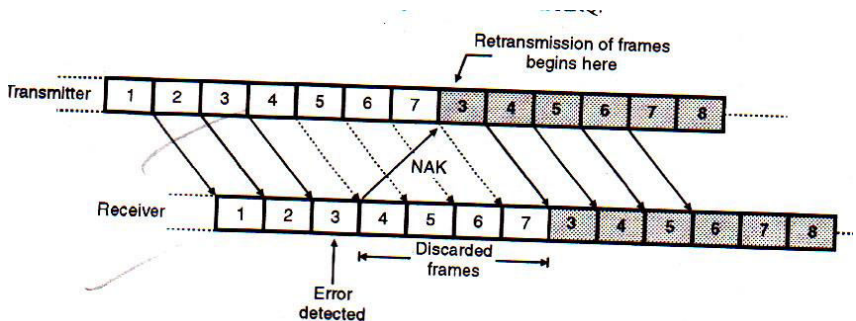 Retransmission of frames
begins here
Transmitter 1 2 3 4 5 6 7 3 4 5 6 7 8
NAK
Receiver 1 2 3 4 5 6 7 3 4 5 6 7 8
Discarded
frames
Error
detected